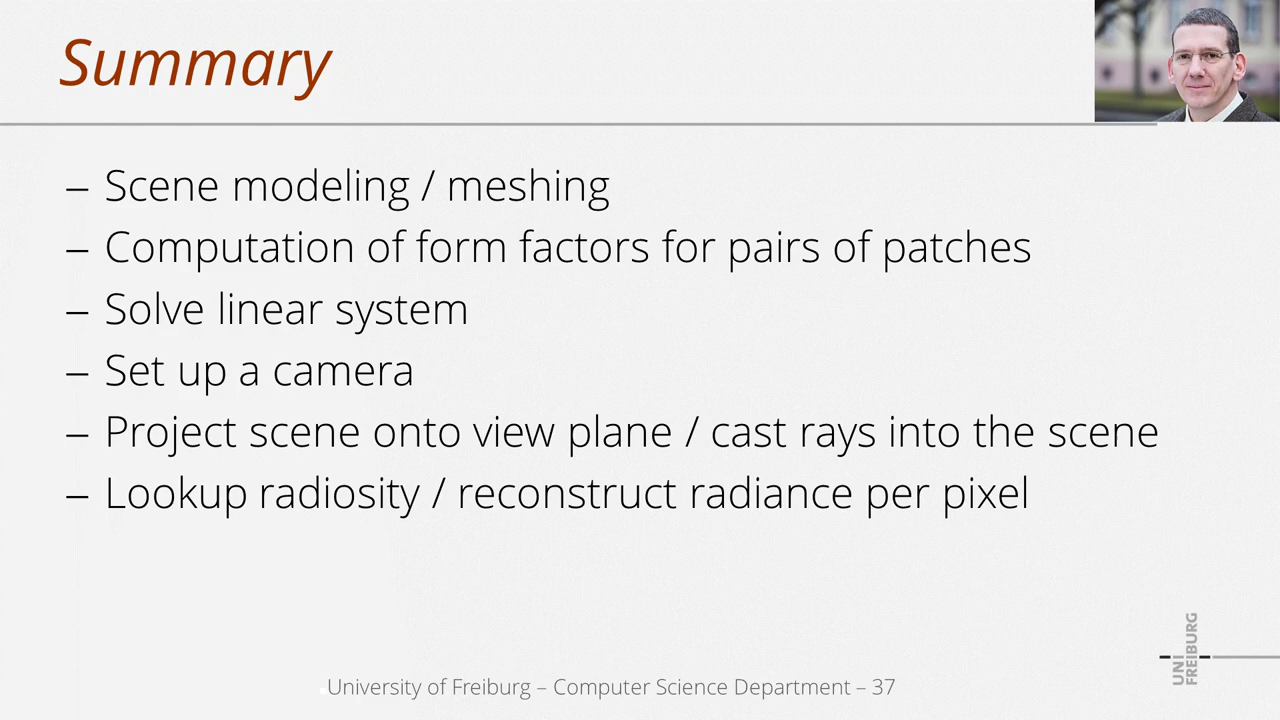 Summary
– Scene modeling / meshing
– Computation of form factors for pairs of patches
– Solve linear system
– Set up a camera
– Project scene onto view plane / cast rays into the scene
– Lookup radiosity / reconstruct radiance per pixel
University of Freiburg – Computer Science Department – 37
UNI
FREIBURG